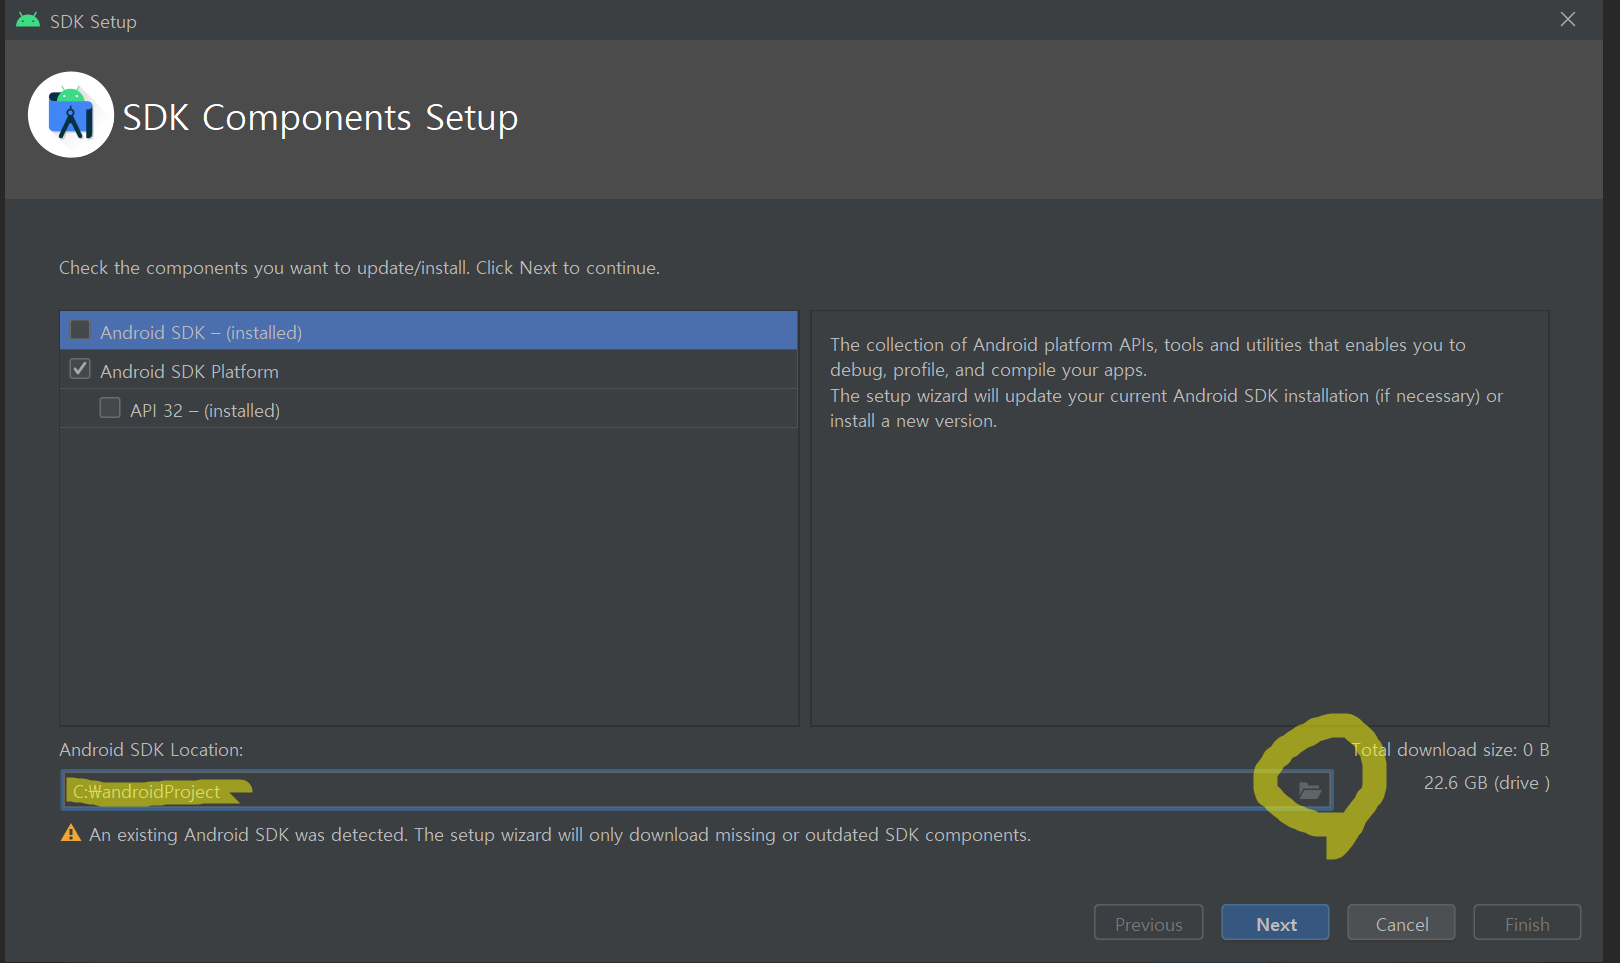 SDK Setup
SDK Components Setup
Check the components you want to update/install. Click Next to continue.
Android SDK – (installed)
Android SDK Platform
API 32 – (installed)
The collection of Android platform APIs, tools and utilities that enables you to
debug, profile, and compile your apps.
The setup wizard will update your current Android SDK installation (if necessary) or
install a new version.
Android SDK Location:
Total download size: 0 B
C:₩androidProject
22.6 GB (drive )
An existing Android SDK was detected. The setup wizard will only download missing or outdated SDK components.
Previous
Next
Cancel
Finish